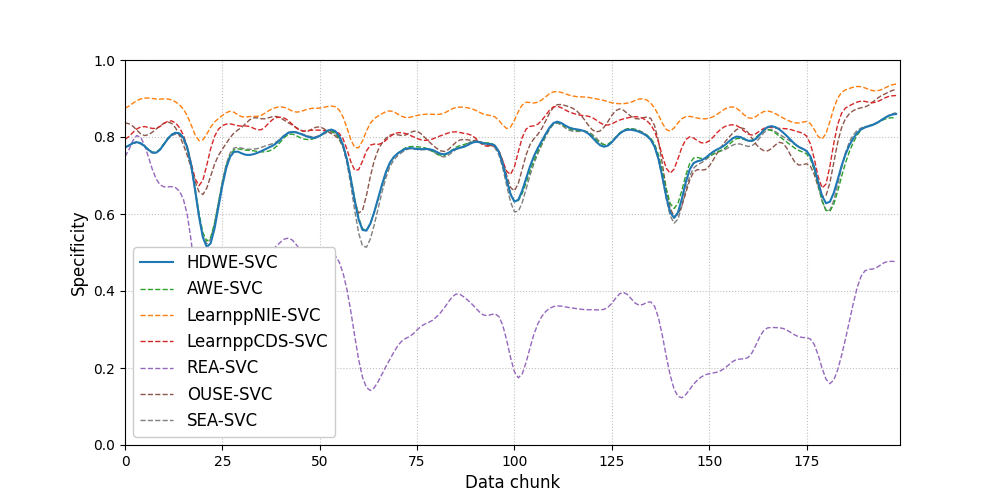 1.0
0.8
0.6
0.4
0.2
0.0
Specificity
HDWE-SVC
AWE-SVC
LearnppNIE-SVC
LearnppCDS-SVC
REA-SVC
OUSE-SVC
SEA-SVC
0 25 50 75 100 125 150 175
Data chunk